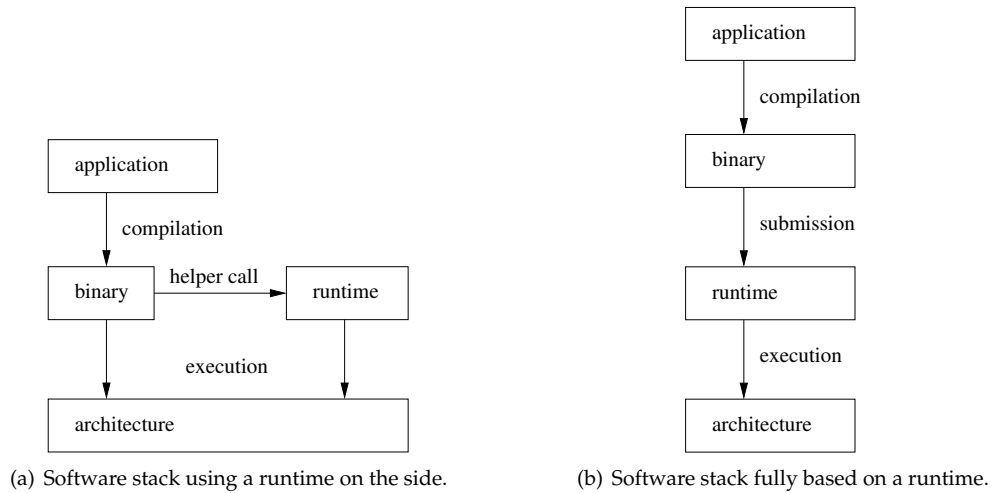 application
compilation
binary
helper call
runtime
execution
architecture
(a) Software stack using a runtime on the side.
application
compilation
binary
submission
runtime
execution
architecture
(b) Software stack fully based on a runtime.